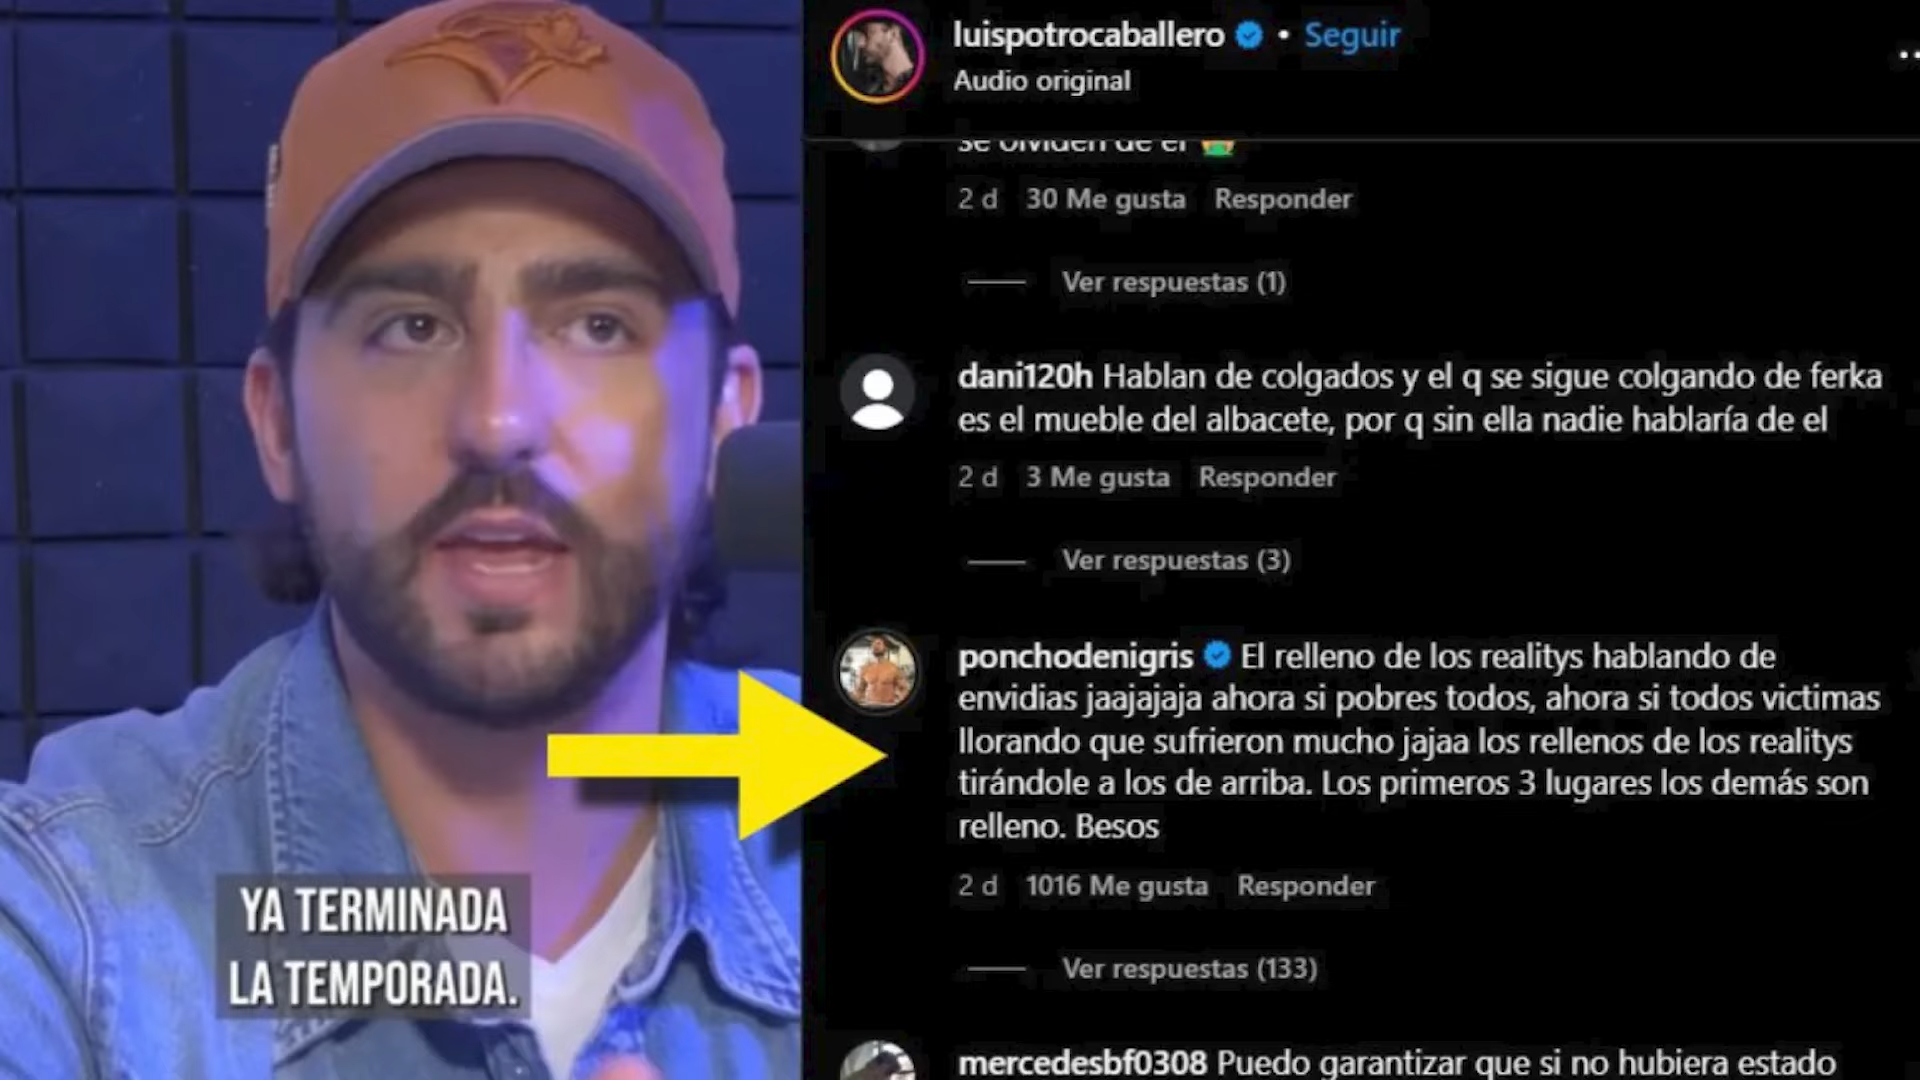 luispotrocaballero • Seguir
Audio original
se olviden de el
2 d 30 Me gusta Responder
Ver respuestas (1)
dani120h Hablan de colgados y el q se sigue colgando de ferka
es el mueble del albacete, por q sin ella nadie hablaría de el
2 d 3 Me gusta Responder
Ver respuestas (3)
ponchodenigris El relleno de los realitys hablando de
envidias jaajajaja ahora si pobres todos, ahora si todos victimas
llorando que sufrieron mucho jajaa los rellenos de los realitys
tirándole a los de arriba. Los primeros 3 lugares los demás son
relleno. Besos
2 d 1016 Me gusta Responder
Ver respuestas (133)
mercedesbf0308 Puedo garantizar que si no hubiera estado
YA TERMINADA
LA TEMPORADA.